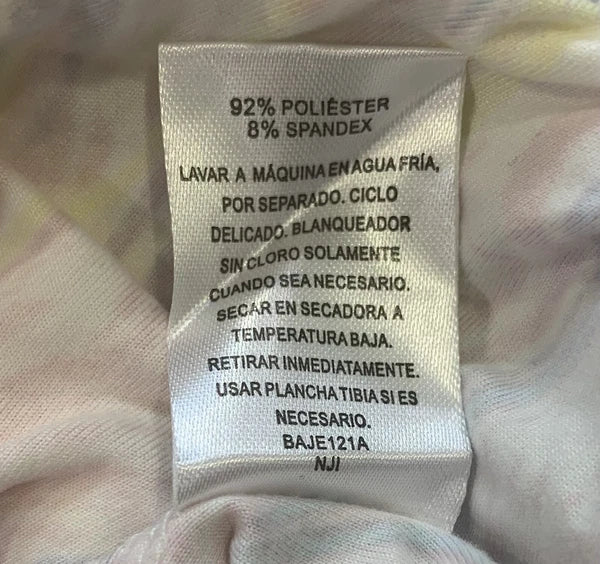 92% POLIÉSTER
8% SPANDEX
LAVAR A MÁQUINA EN AGUA FRÍA,
POR SEPARADO. CICLO
DELICADO. BLANQUEADOR
SIN CLORO SOLAMENTE
CUANDO SEA NECESARIO.
SECAR EN SECADORA A
TEMPERATURA BAJA.
RETIRAR INMEDIATAMENTE.
USAR PLANCHA TIBIA SI ES
NECESARIO.
BAJE121A
NJI